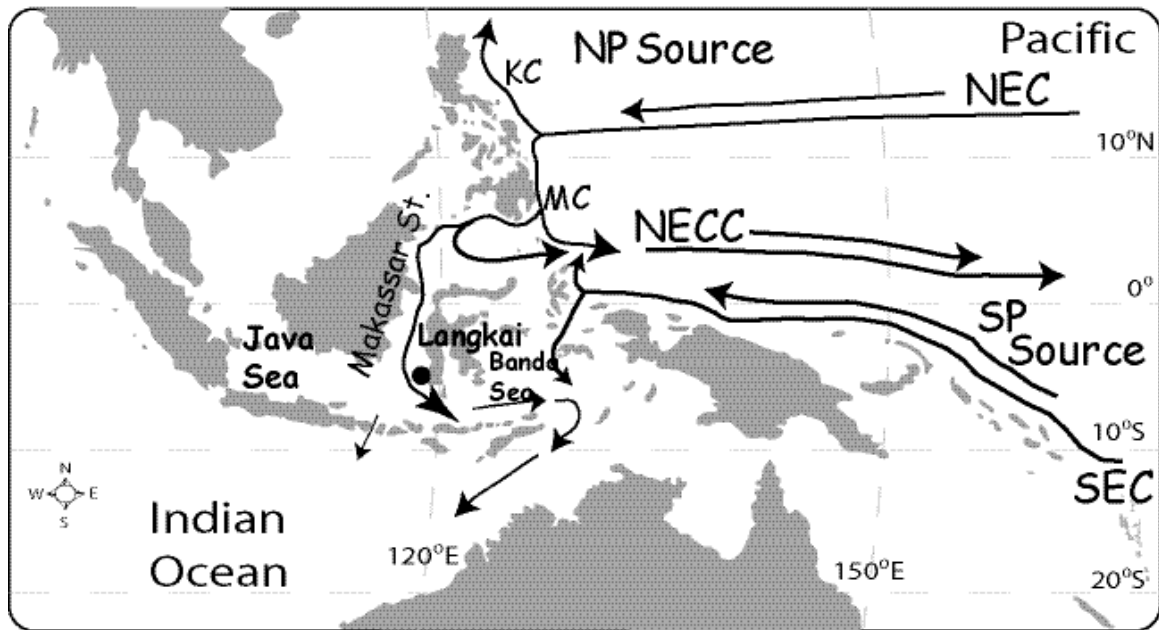 NP Source
Pacific
KC
NEC
10°N
MC
NECC
Makassar St.
0°
SP
Source
Java
Sea
Langkai
Banda
Sea
10°S
SEC
N
W
E
S
Indian
Ocean
120°E
150°E
20°S